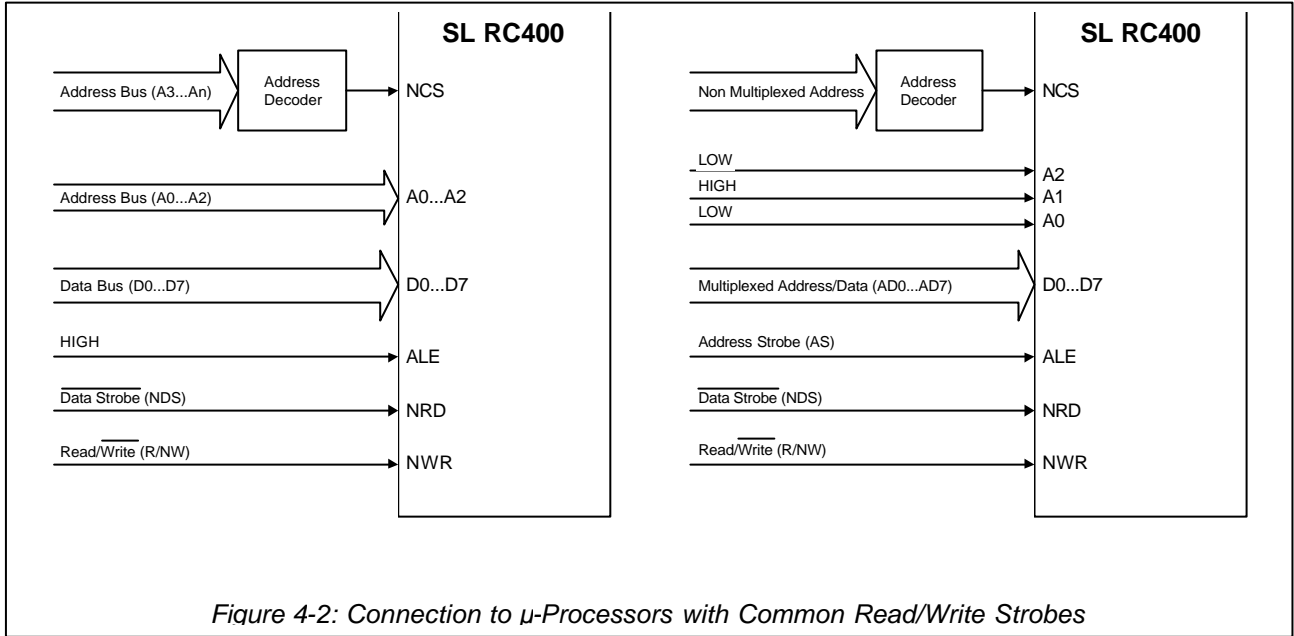 SL RC400
Address Bus (A3...An)
Address
Decoder
NCS
Address Bus (A0...A2)
A0...A2
Data Bus (D0...D7)
D0...D7
HIGH
ALE
Data Strobe (NDS)
NRD
Read/Write (R/NW)
NWR
SL RC400
Non Multiplexed Address
Address
Decoder
NCS
LOW
A2
HIGH
A1
LOW
A0
Multiplexed Address/Data (AD0...AD7)
D0...D7
Address Strobe (AS)
ALE
Data Strobe (NDS)
NRD
Read/Write (R/NW)
NWR
Figure 4-2: Connection to µ-Processors with Common Read/Write Strobes